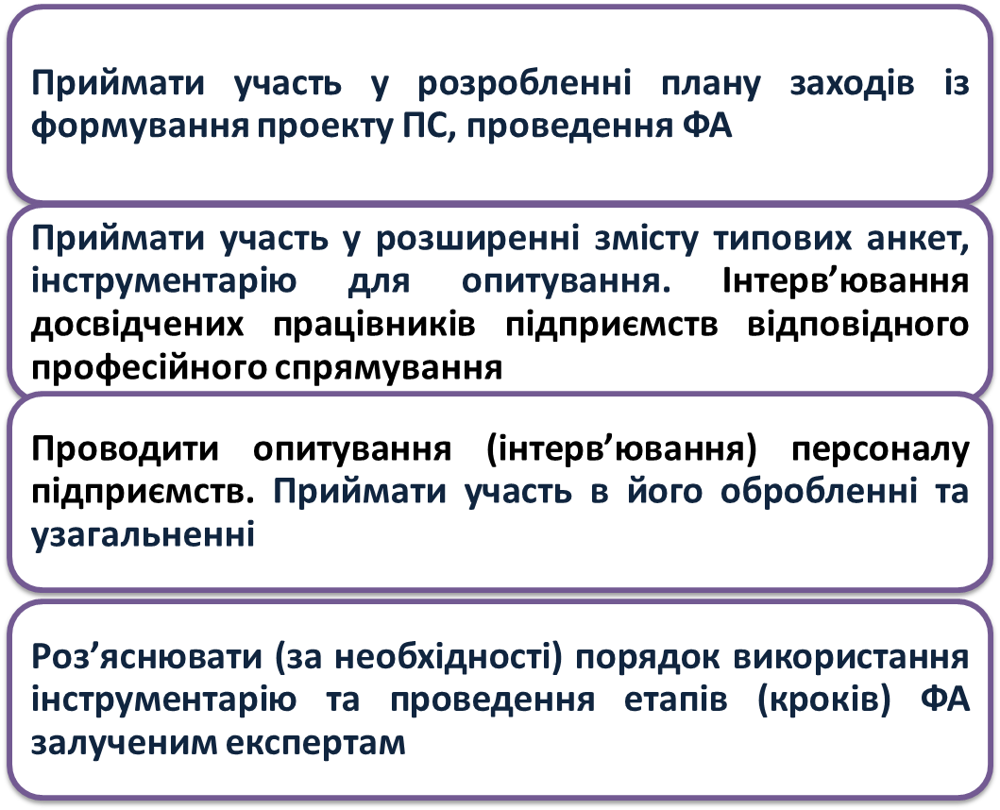 Приймати участь у розробленні плану заходів із
формування проекту ПС, проведення ФА
Приймати участь у розширенні змісту типових анкет,
інструментарію для опитування. Інтерв’ювання
досвідчених працівників підприємств відповідного
професійного спрямування
Проводити опитування (інтерв’ювання) персоналу
підприємств. Приймати участь в його обробленні та
узагальненні
Роз’яснювати (за необхідності) порядок використання
інструментарію та проведення етапів (кроків) ФА
залученим експертам